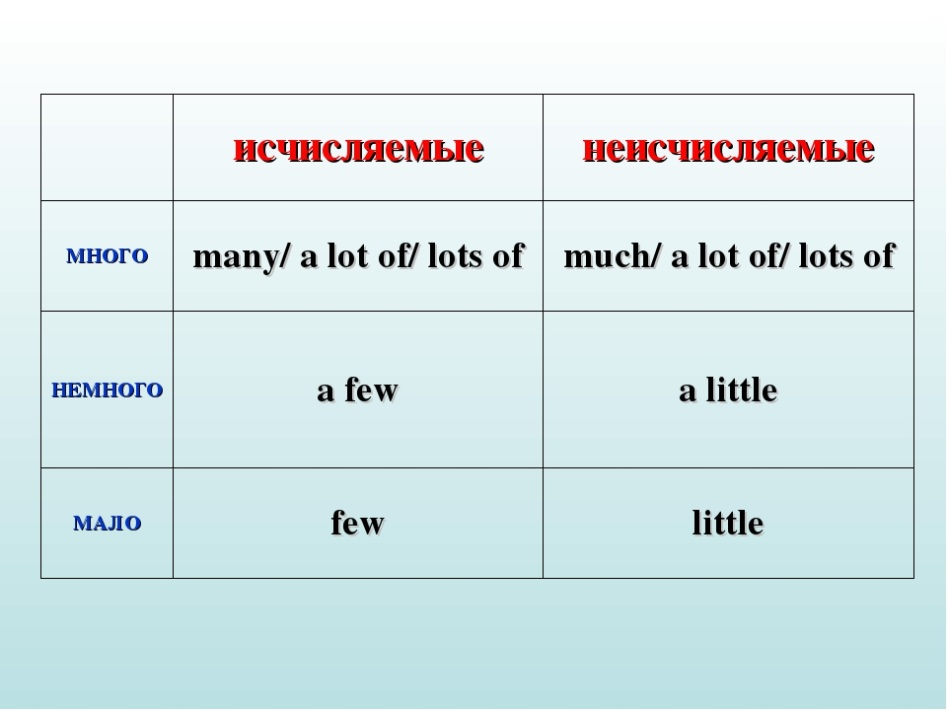 исчисляемые неисчисляемые
МНОГО many/ a lot of/ lots of much/ a lot of/ lots of
НЕМНОГО a few a little
МАЛО few little